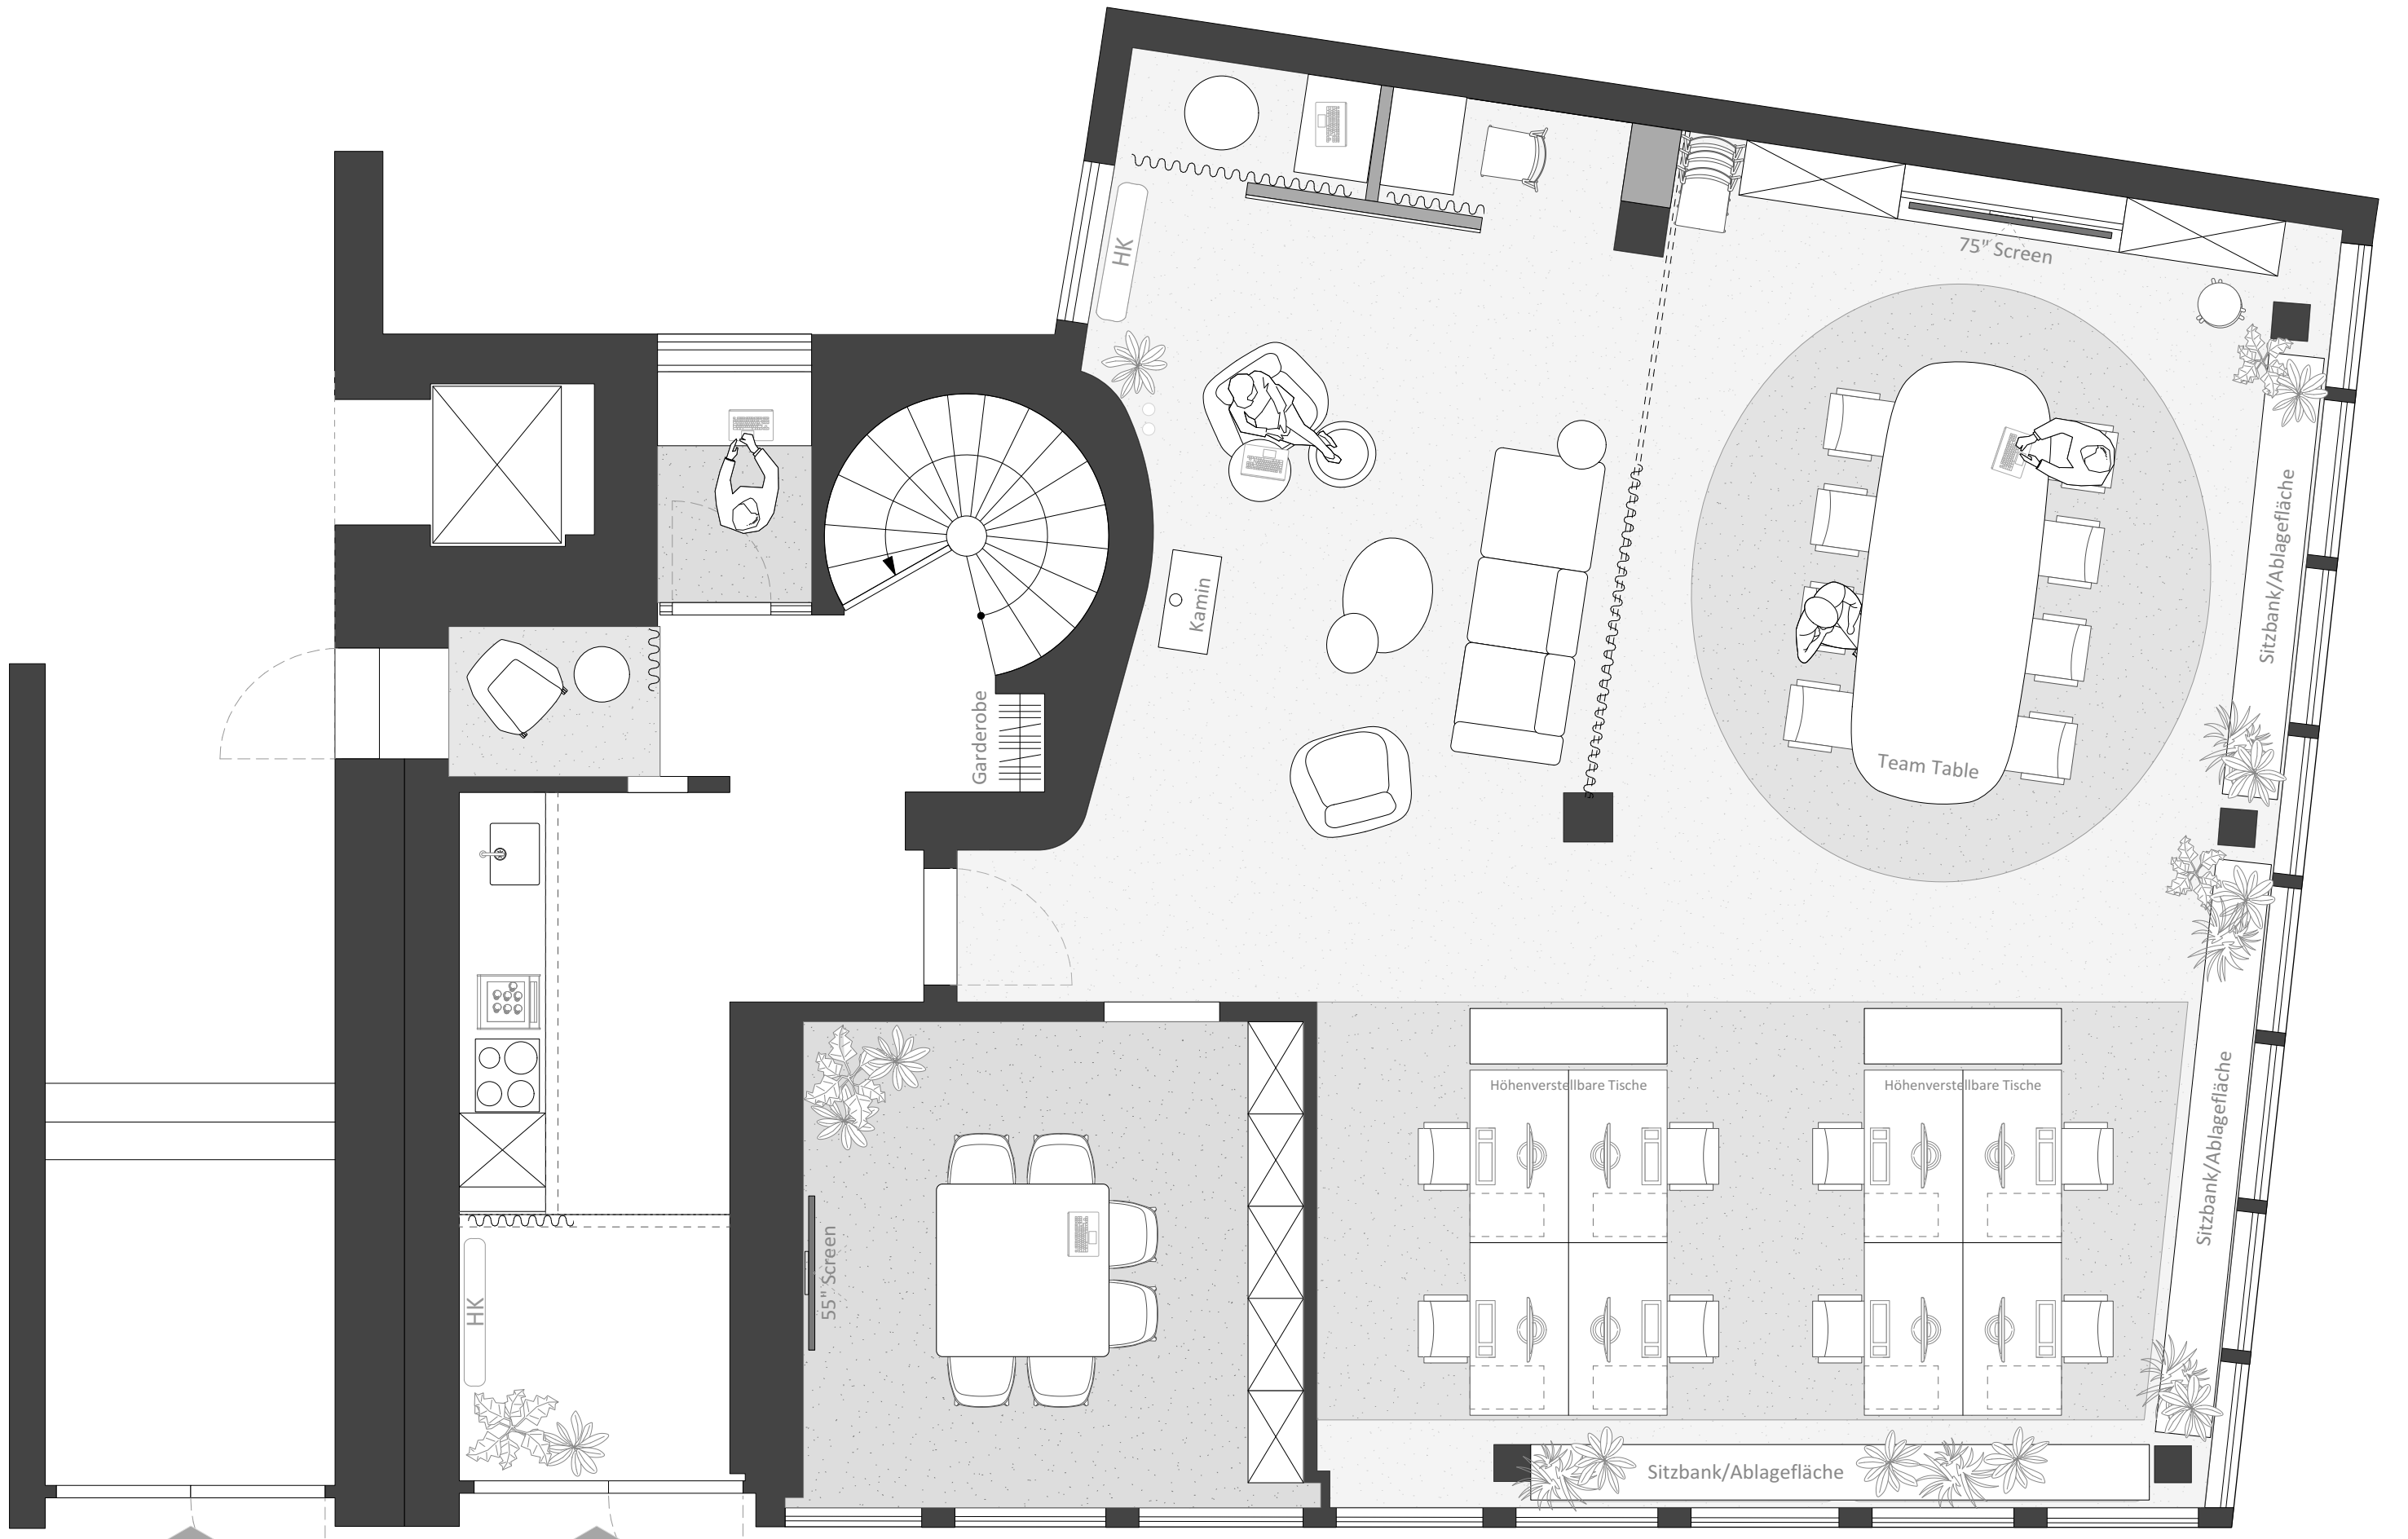 HK
75" Screen
Sitzbank/Ablagefläche
Kamin
Garderobe
Team Table
Höhenverstellbare Tische
Höhenverstellbare Tische
Sitzbank/Ablagefläche
55" Screen
HK
Sitzbank/Ablagefläche